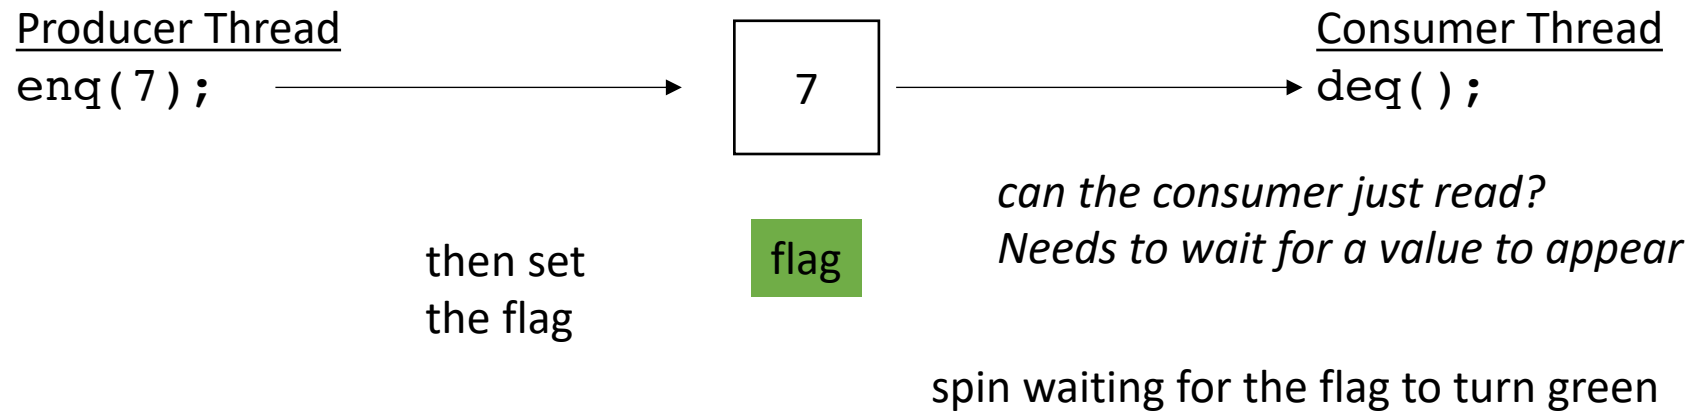 Producer Thread
enq(7);
7
Consumer Thread
deq();
can the consumer just read?
Needs to wait for a value to appear
then set
the flag
flag
spin waiting for the flag to turn green